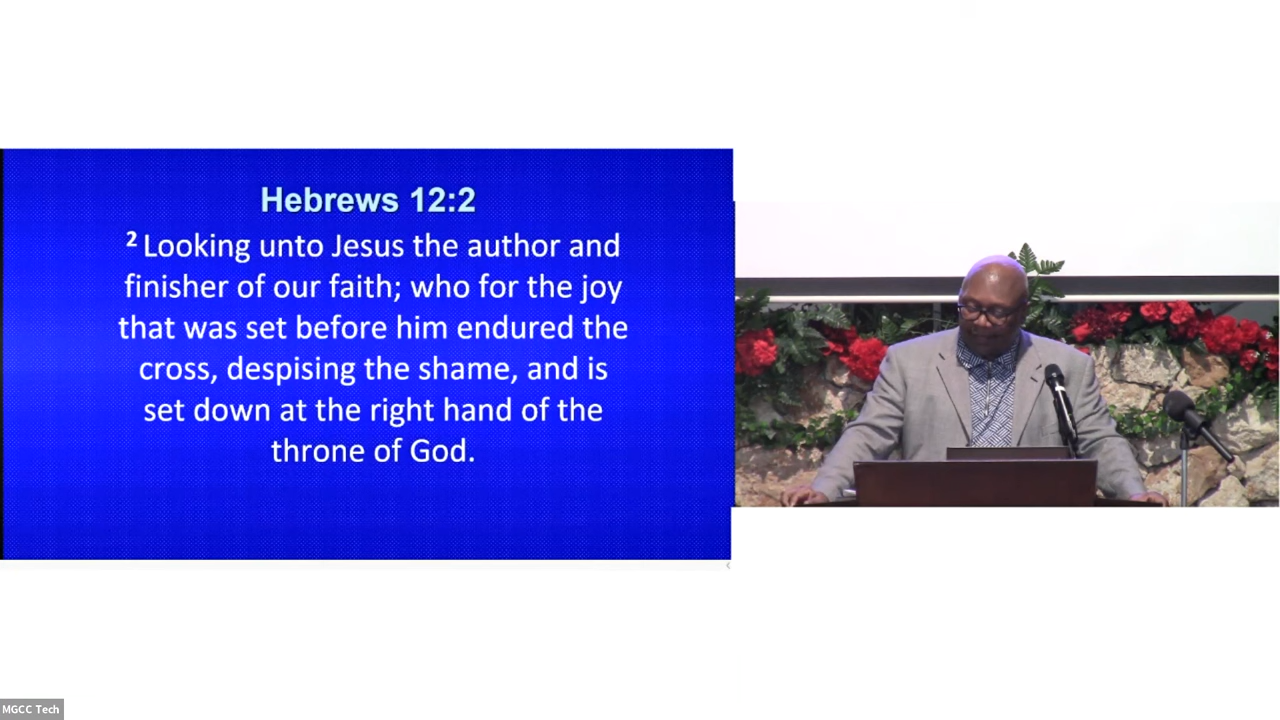 Hebrews 12:2
2 Looking unto Jesus the author and
finisher of our faith; who for the joy
that was set before him endured the
cross, despising the shame, and is
set down at the right hand of the
throne of God.
MGCC Tech